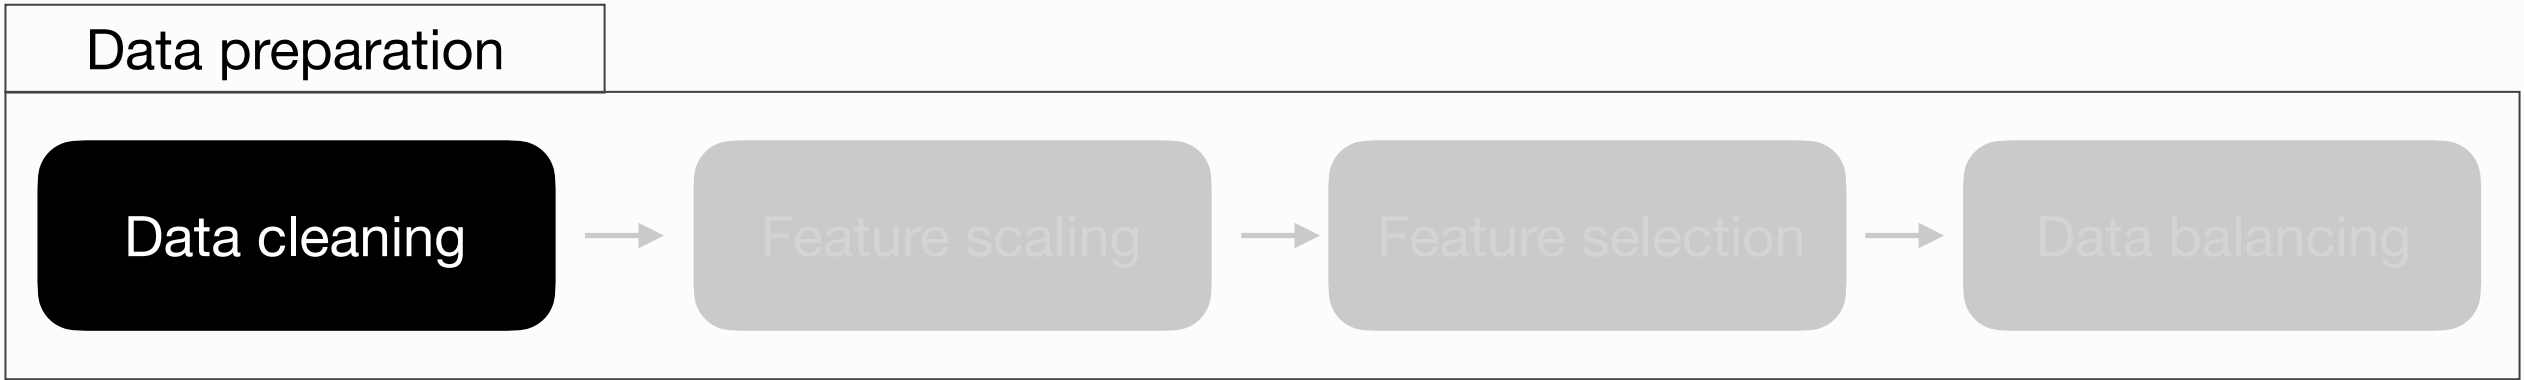 Data preparation
Data cleaning
Feature scaling
Feature selection
Data balancing